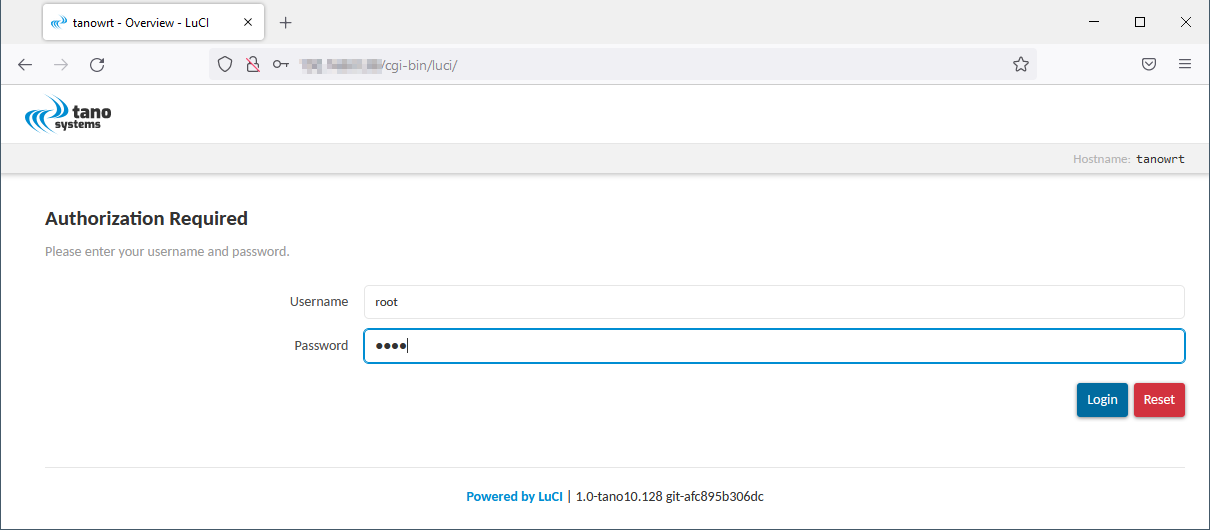 tanowrt - Overview - LuCI
/cgi-bin/luci/
tano
systems
Hostname: tanowrt
Authorization Required
Please enter your username and password.
Username root
Password ●●●●
Login Reset
Powered by LuCI | 1.0-tano10.128 git-afc895b306dc